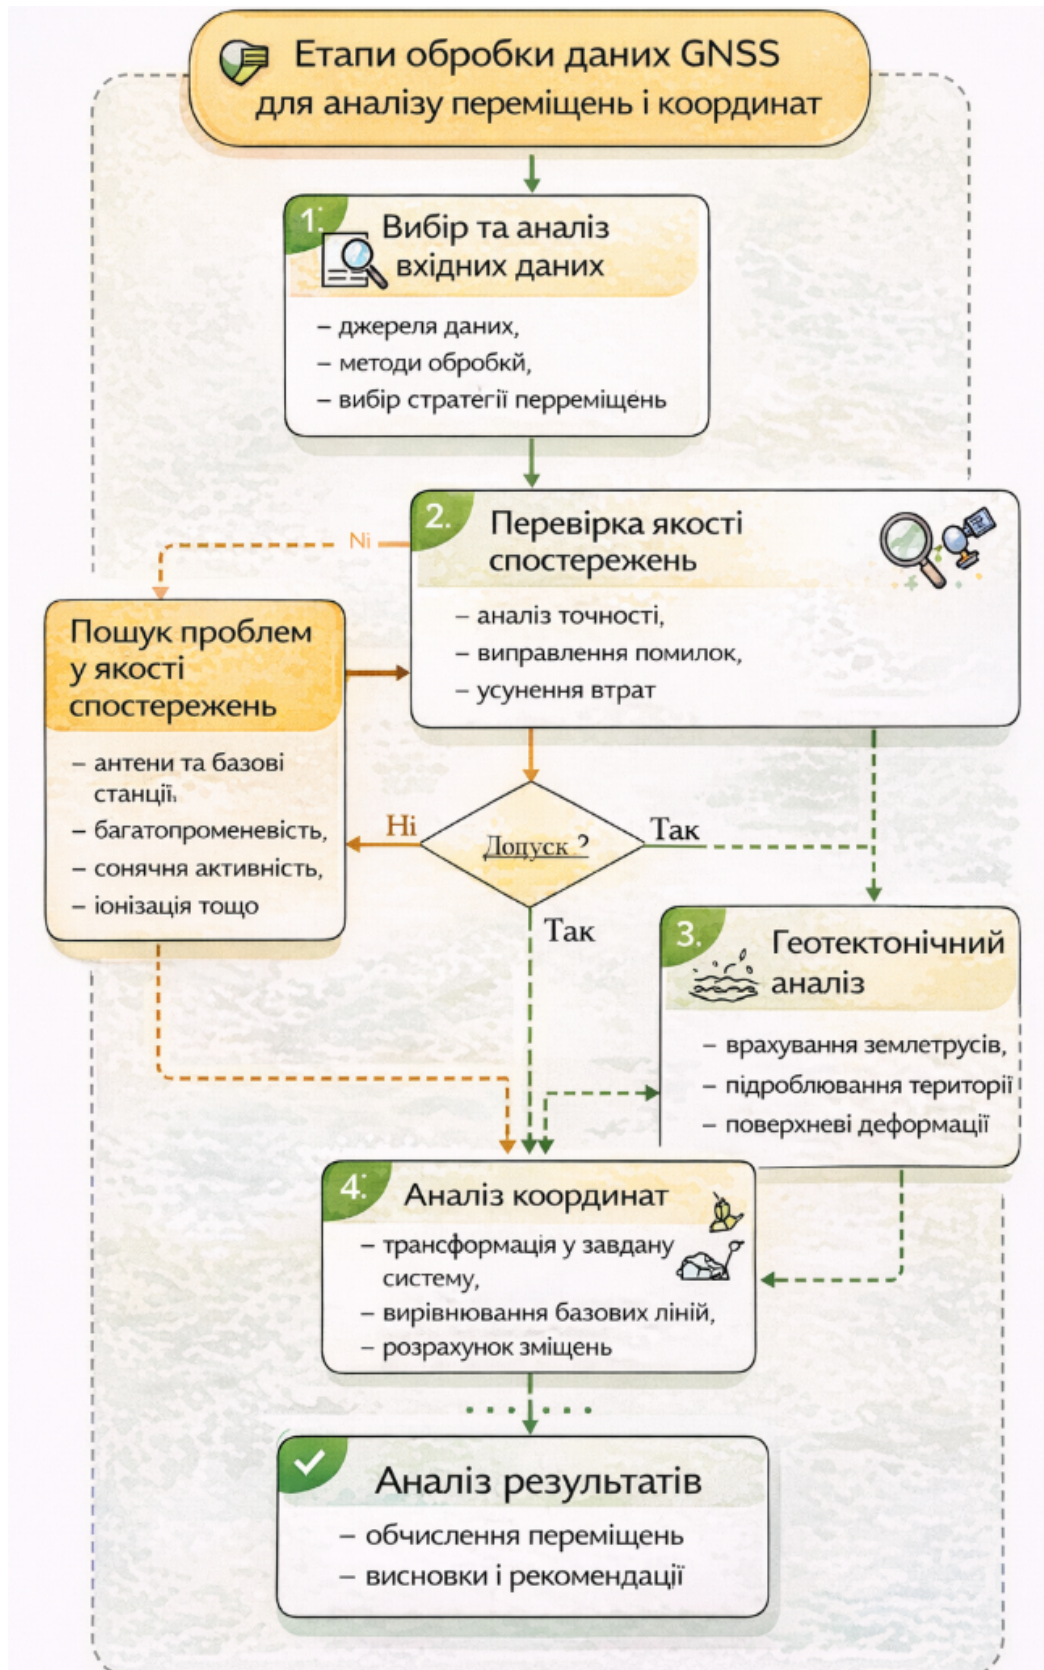 Етапи обробки даних GNSS
для аналізу переміщень і координат
1.
Вибір та аналіз
вхідних даних
– джереля даних,
– методи обробкй,
– вибір стратегії перреміщень
2.
Перевірка якості
спостережень
– аналіз точності,
– виправлення помилок,
– усунення втрат
Ni
Пошук проблем
у якості
спостережень
– антени та базові
станції,
– багатопроменевість,
– сонячна активність,
– іонізація тощо
Ні
Допуск ?
Так
Так
3.
Геотектонічний
аналіз
– врахування землетрусів,
– підроблювання території
– поверхневі деформації
4.
Аналіз координат
– трансформація у завдану
систему,
– вирівнювання базових ліній,
– розрахунок зміщень
Аналіз результатів
– обчислення переміщень
– висновки і рекомендації